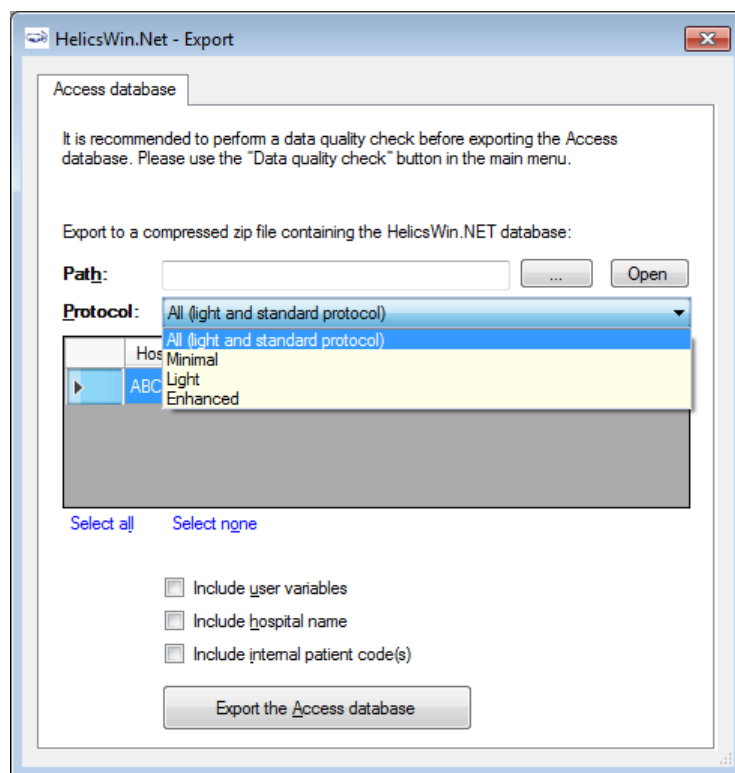 HelicsWin.Net - Export
Access database
It is recommended to perform a data quality check before exporting the Access
database. Please use the "Data quality check" button in the main menu.
Export to a compressed zip file containing the HelicsWin.NET database:
Path: ... Open
Protocol: All (light and standard protocol)
All (light and standard protocol)
Minimal
Light
Enhanced
Select all Select none
Include user variables
Include hospital name
Include internal patient code(s)
Export the Access database